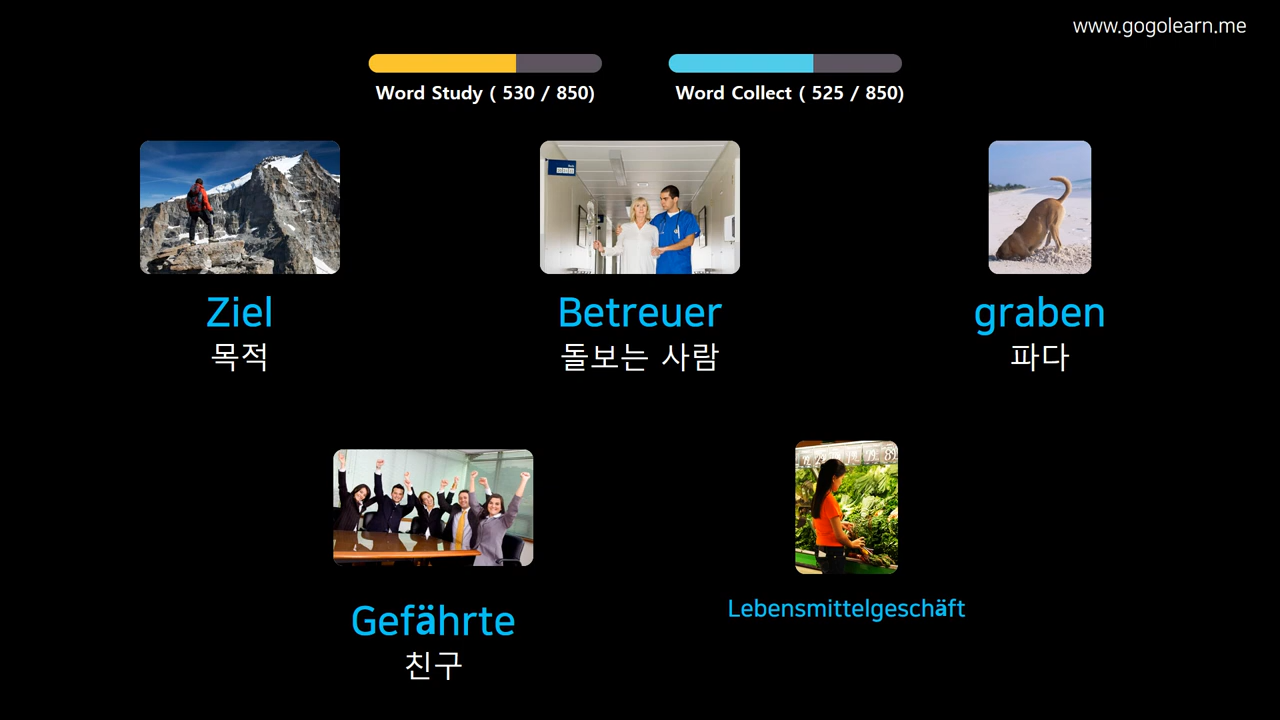 www.gogolearn.me
Word Study ( 530 / 850)
Word Collect ( 525 / 850)
Ziel
목적
Betreuer
돌보는 사람
graben
파다
Gefährte
친구
Lebensmittelgeschäft